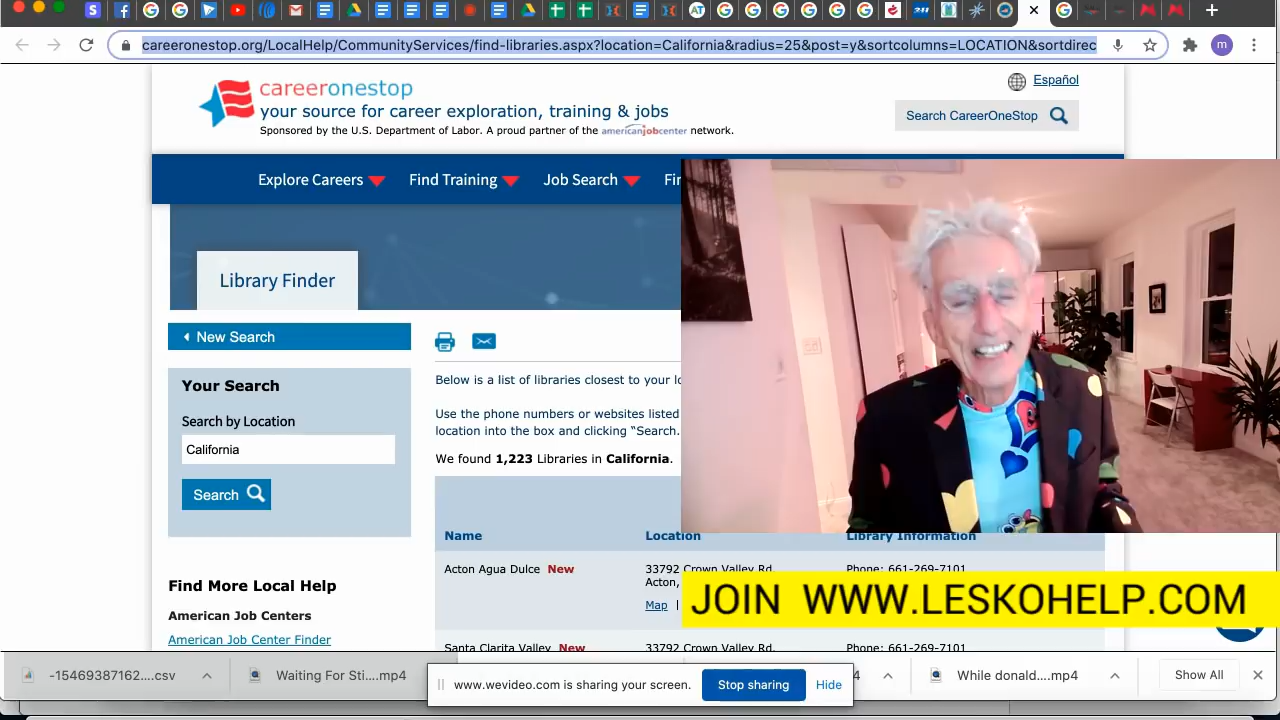 careeronestop.org/LocalHelp/CommunityServices/find-libraries.aspx?location=California&radius=25&post=y&sortcolumns=LOCATION&sortdirec
m
Español
careeronestop
your source for career exploration, training & jobs
Search CareerOneStop
Sponsored by the U.S. Department of Labor. A proud partner of the americanjobcenter network.
Explore Careers
Find Training
Job Search
Library Finder
New Search
Your Search
Below is a list of libraries closest to your
Search by Location
Use the phone numbers or websites listed
location into the box and clicking "Search.
California
We found 1,223 Libraries in California.
Search
Name
Location
Library Information
Acton Agua Dulce New
33792 Crown Valley Rd.
Phone: 661-269-7101
Acton,
Find More Local Help
Map |
JOIN WWW.LESKOHELP.COM
American Job Centers
American Job Center Finder
Santa Clarita Valley New
33792 Crown Valley Rd.
Phone: 661-269-7101
-15469387162....csv
Waiting For Sti....mp4
www.wevideo.com is sharing your screen.
Stop sharing
Hide
While donald....mp4
Show All